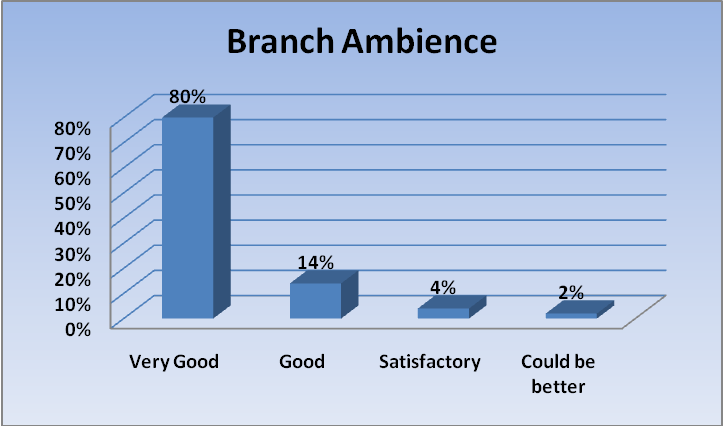 Branch Ambience
80%
80%
70%
60%
50%
40%
30%
20%
10%
0%
14%
4%
2%
Very Good
Good
Satisfactory
Could be
better